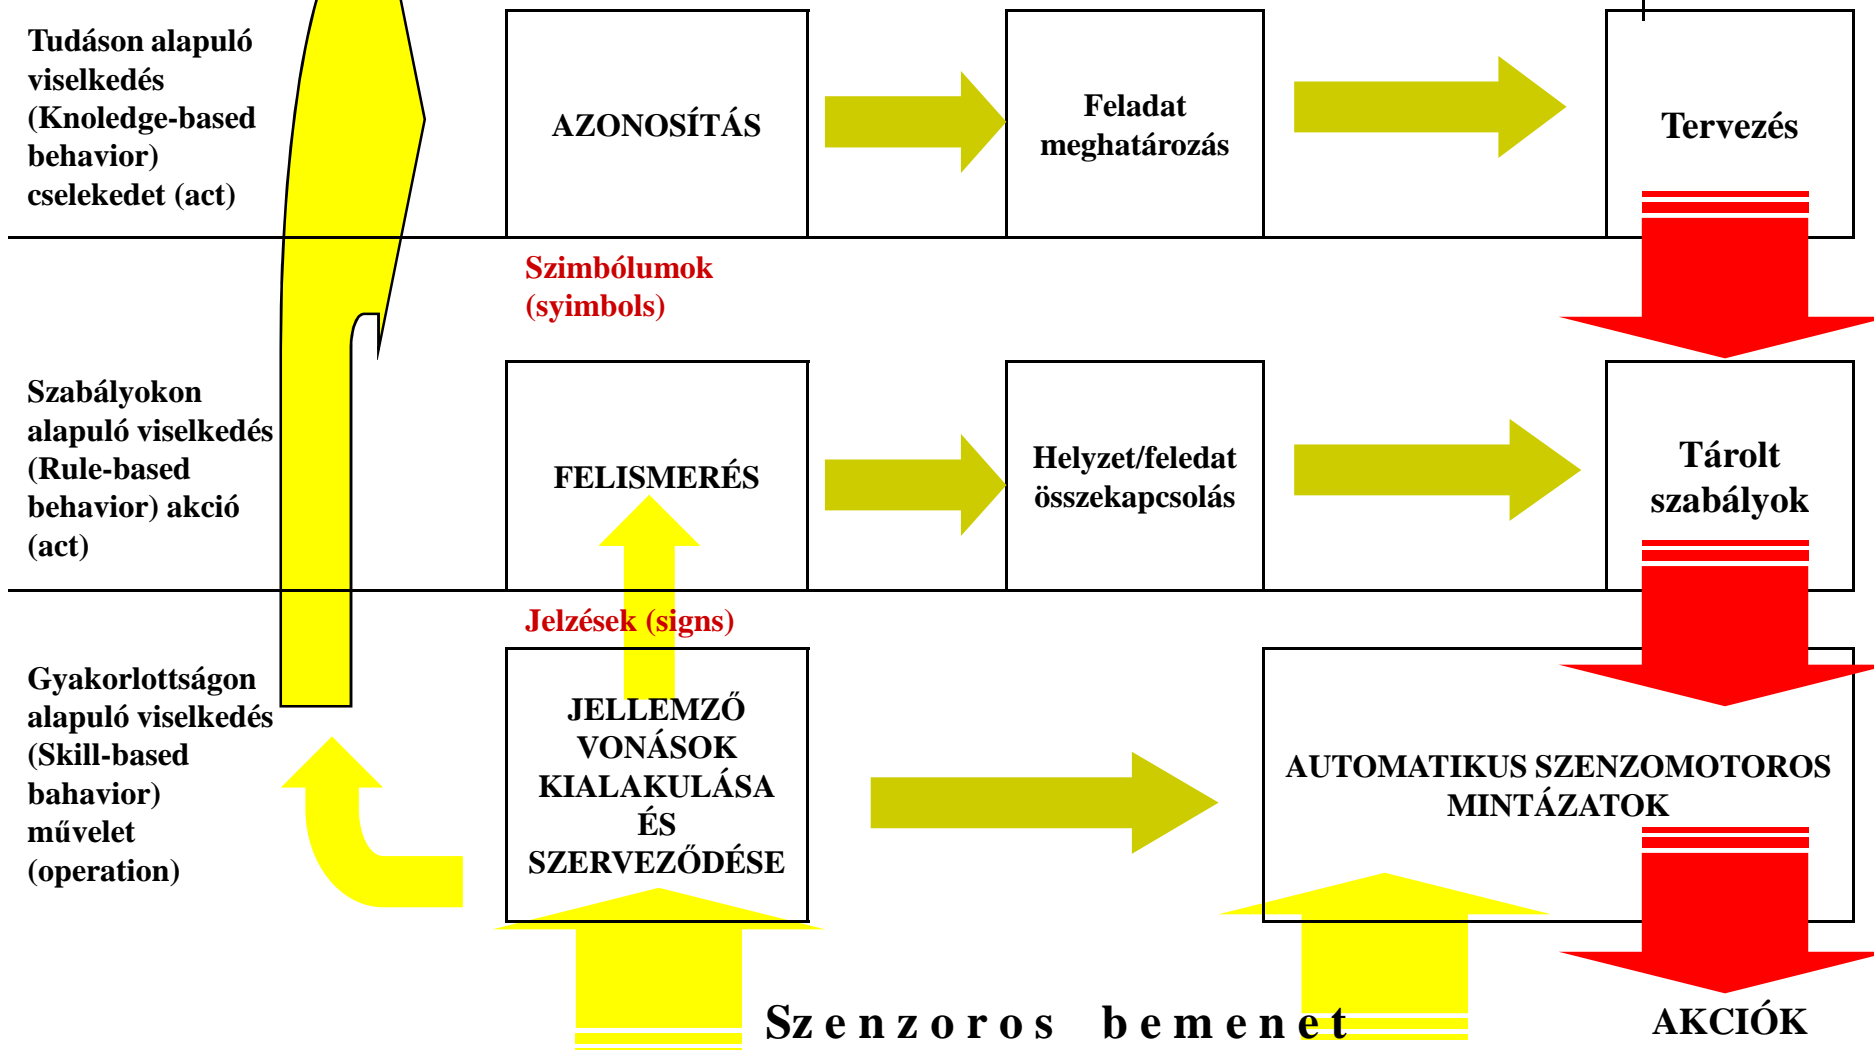 Tudáson alapuló
viselkedés
(Knoledge-based
behavior)
cselekedet (act)
AZONOSÍTÁS
Feladat
meghatározás
Tervezés
Szimbólumok
(syimbols)
Szabályokon
alapuló viselkedés
(Rule-based
behavior) akció
(act)
FELISMERÉS
Helyzet/feledat
összekapcsolás
Tárolt
szabályok
Jelzések (signs)
Gyakorlottságon
alapuló viselkedés
(Skill-based
bahavior)
művelet
(operation)
JELLEMZŐ
VONÁSOK
KIALAKULÁSA
ÉS
SZERVEZŐDÉSE
AUTOMATIKUS SZENZOMOTOROS
MINTÁZATOK
Szenzoros bemenet
AKCIÓK